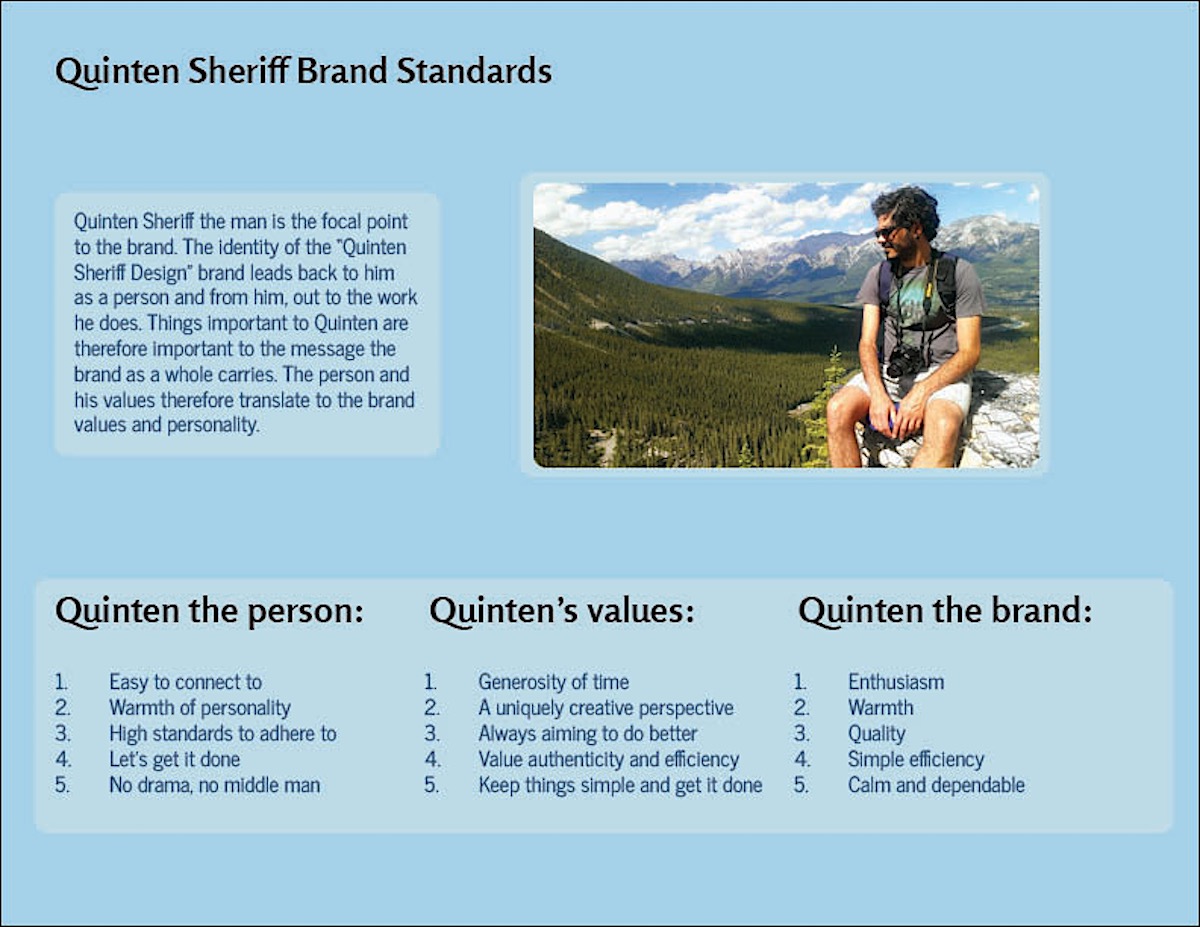 Quinten Sheriff Brand Standards
Quinten Sheriff the man is the focal point
to the brand. The identity of the "Quinten
Sheriff Design" brand leads back to him
as a person and from him, out to the work
he does. Things important to Quinten are
therefore important to the message the
brand as a whole carries. The person and
his values therefore translate to the brand
values and personality.
Quinten the person:
1. Easy to connect to
2. Warmth of personality
3. High standards to adhere to
4. Let's get it done
5. No drama, no middle man
Quinten's values:
1. Generosity of time
2. A uniquely creative perspective
3. Always aiming to do better
4. Value authenticity and efficiency
5. Keep things simple and get it done
Quinten the brand:
1. Enthusiasm
2. Warmth
3. Quality
4. Simple efficiency
5. Calm and dependable